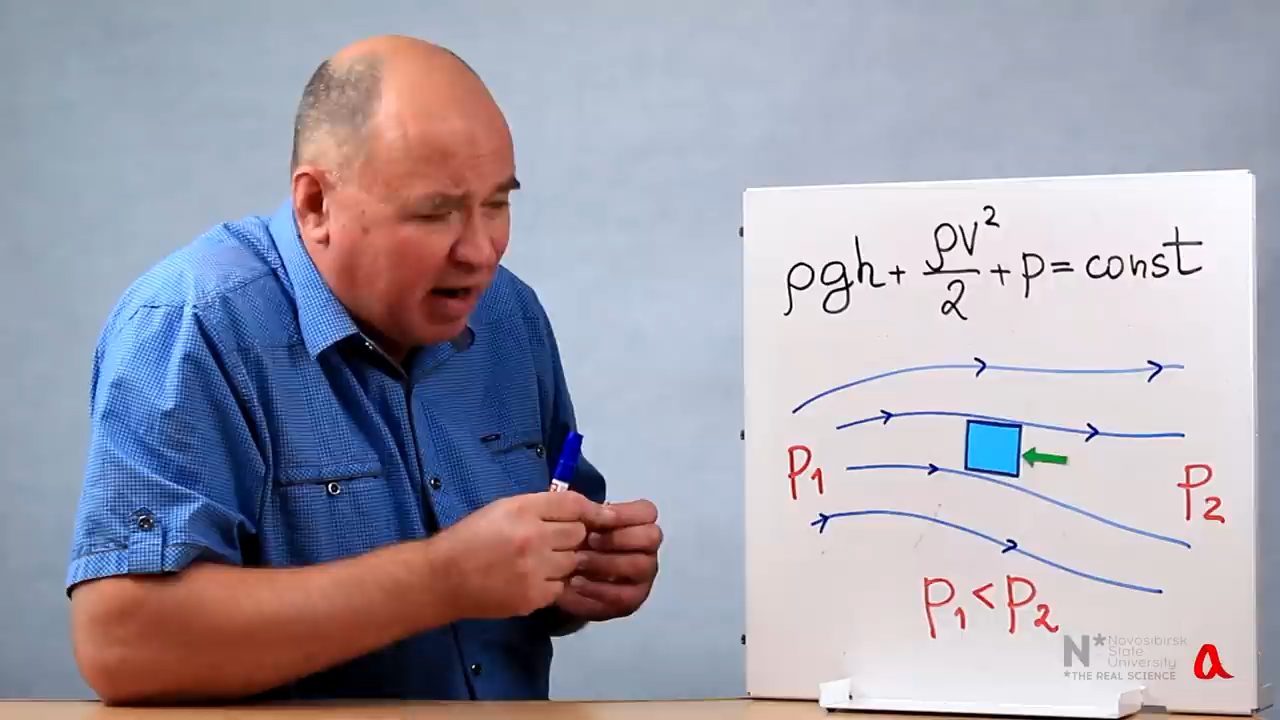 ρgh + ρv²/2 + p = const
p₁
p₂
p₁ < p₂
N* Novosibirsk
State
University
*THE REAL SCIENCE
a